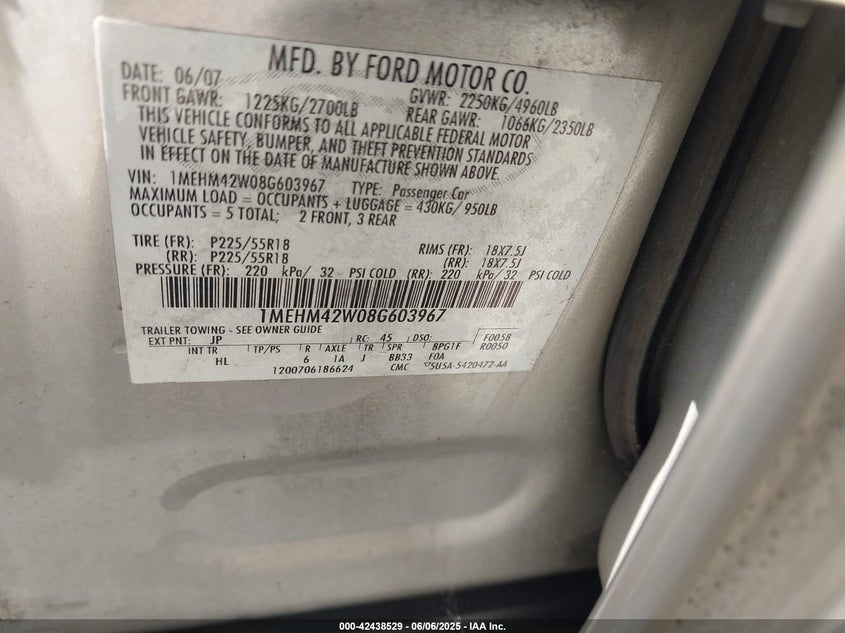 MFD. BY FORD MOTOR CO.
DATE: 06/07 GVWR: 2250KG/4960LB
FRONT GAWR: 1225KG/2700LB REAR GAWR: 1066KG/2350LB
THIS VEHICLE CONFORMS TO ALL APPLICABLE FEDERAL MOTOR
VEHICLE SAFETY, BUMPER, AND THEFT PREVENTION STANDARDS
IN EFFECT ON THE DATE OF MANUFACTURE SHOWN ABOVE.
VIN: 1MEHM42W08G603967 TYPE: Passenger Car
MAXIMUM LOAD = OCCUPANTS + LUGGAGE = 430KG/950LB
OCCUPANTS = 5 TOTAL; 2 FRONT, 3 REAR
TIRE (FR): P225/55R18 RIMS (FR): 18X7.5J
(RR): P225/55R18 (RR): 18X7.5J
PRESSURE (FR): 220 kPa/ 32 PSI COLD (RR): 220 kPa/ 32 PSI COLD
1MEHM42W08G603967
TRAILER TOWING - SEE OWNER GUIDE
EXT PNT: JP RC: 45 DSO: F0058
INT TR TP/PS R AXLE TR SPR BPG1F R0050
HL 6 1A J BB33 F0A
1200706186624 CMC 5U5A-5420472-AA
000-42438529 - 06/06/2025 - IAA Inc.